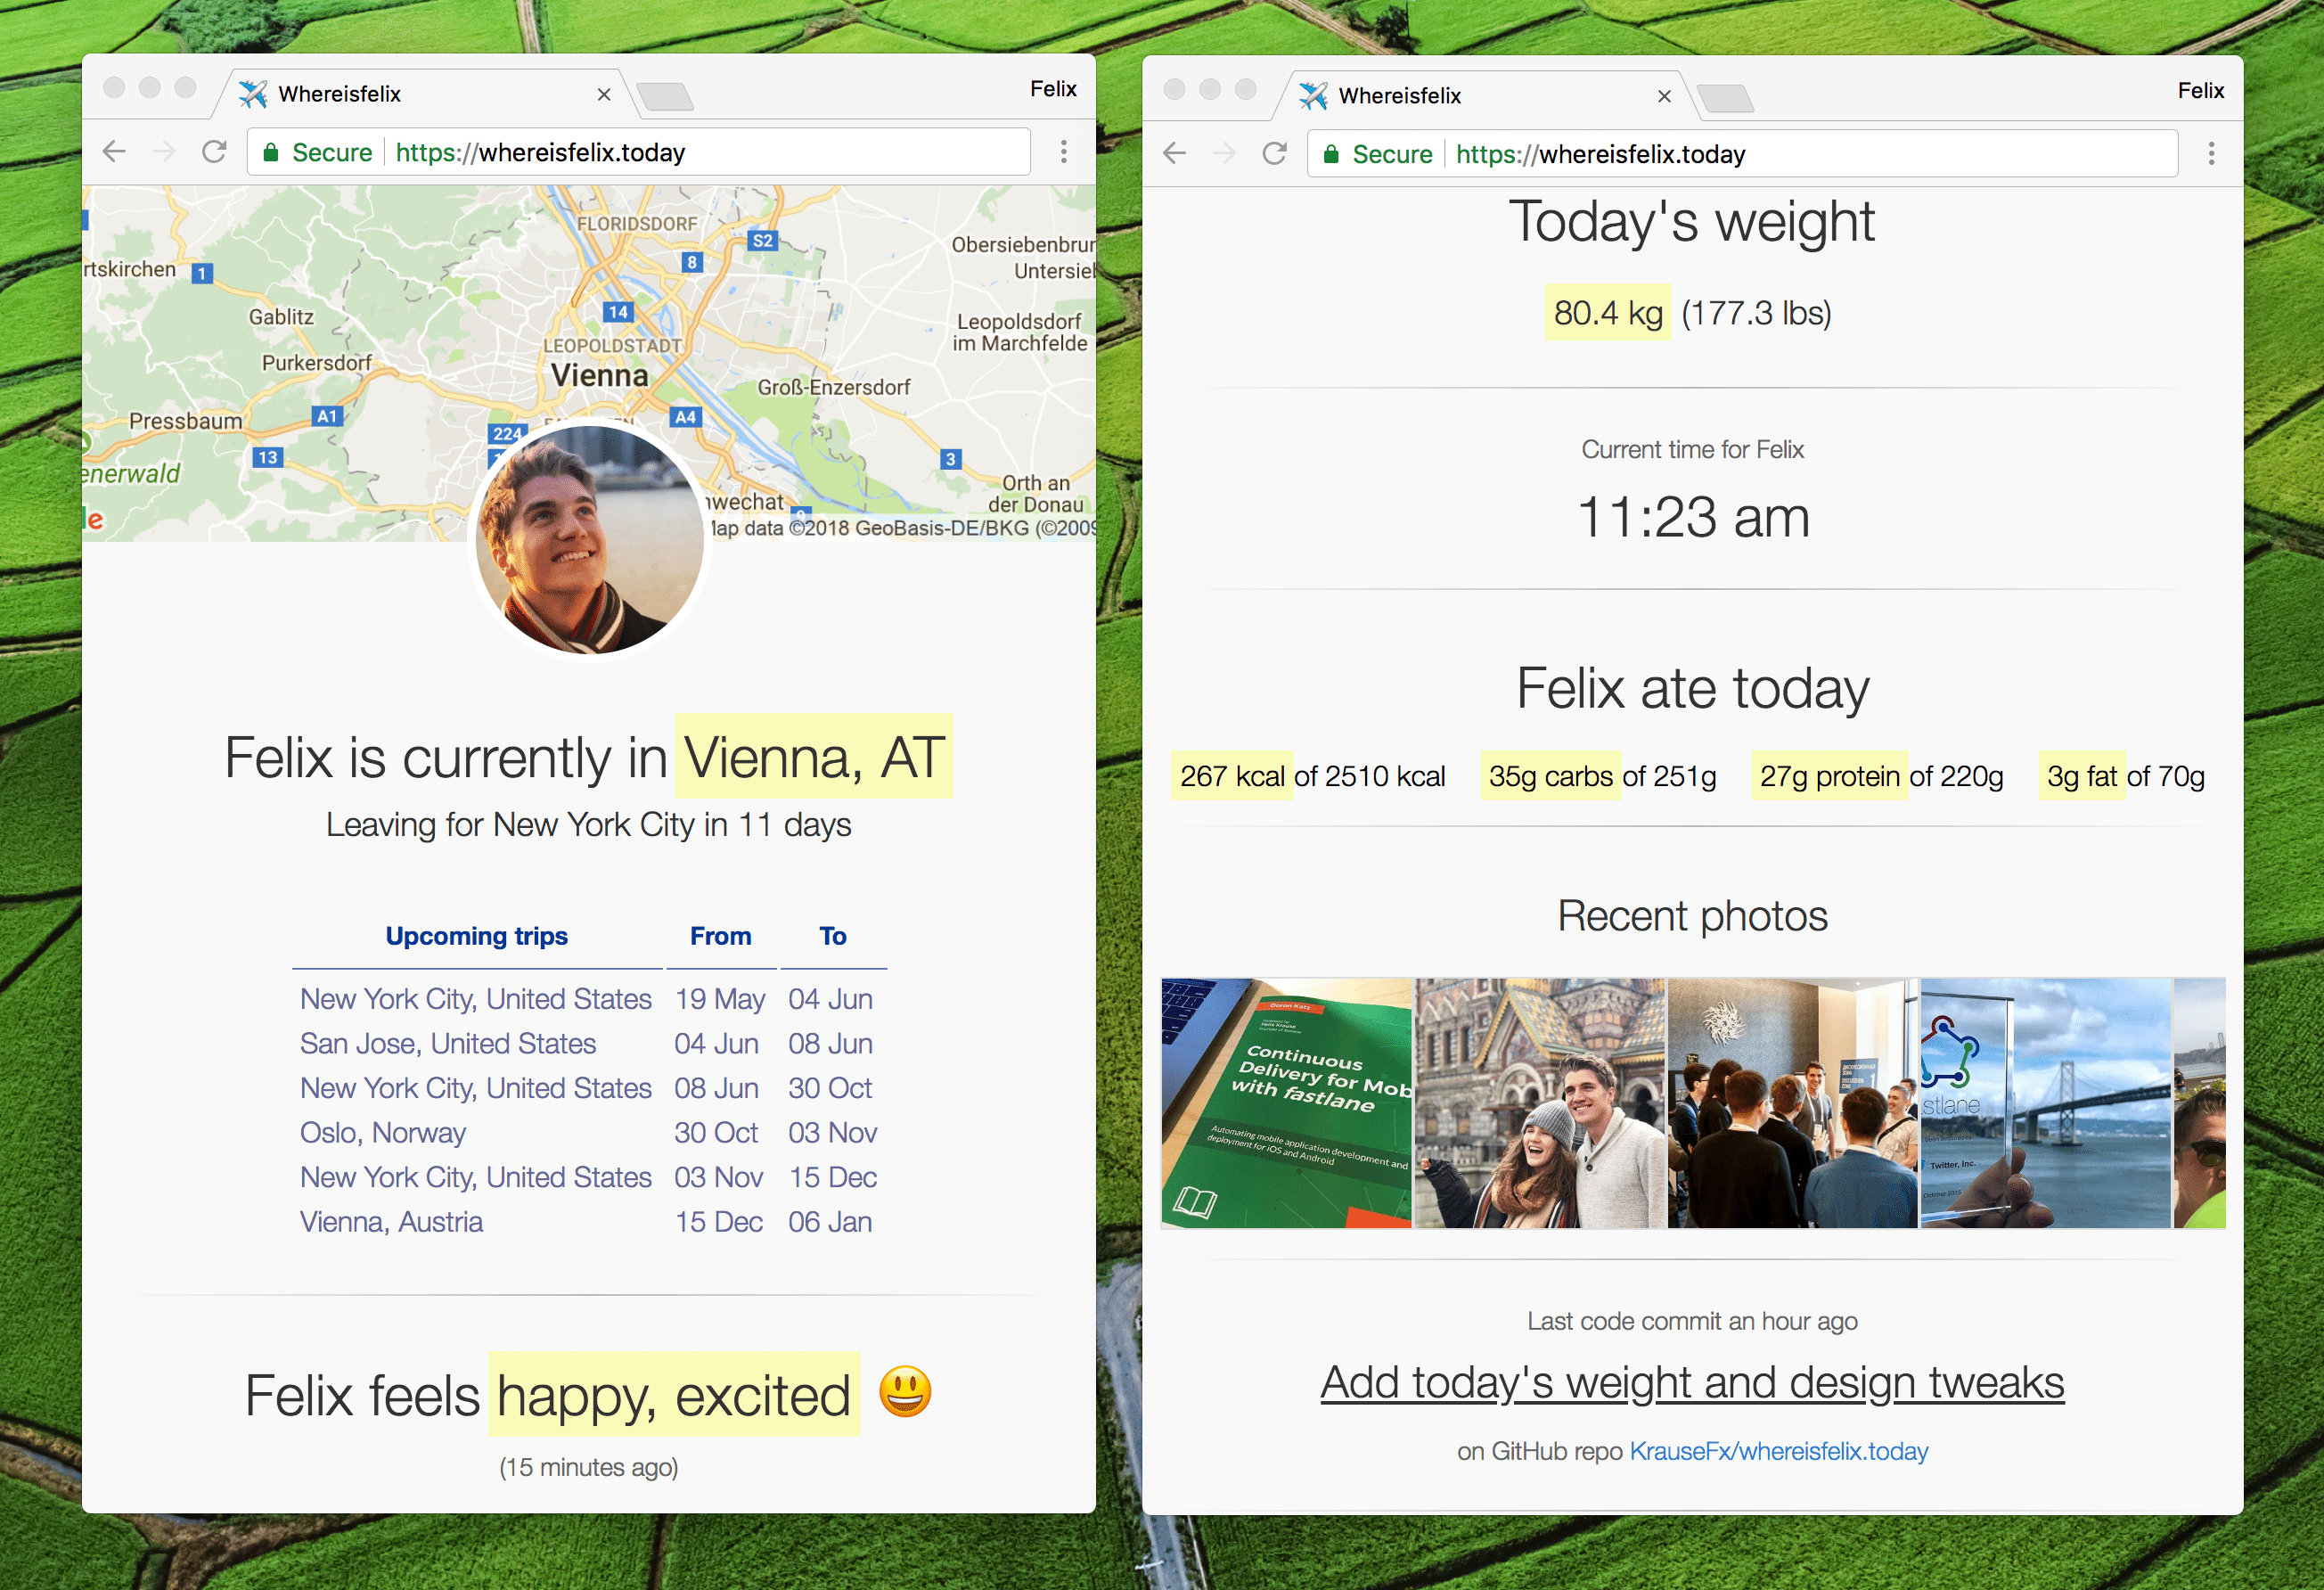 Whereisfelix
Felix
Secure
https://whereisfelix.today
FLORIDSDORF
S2
Obersiebenbrun
8
rtskirchen
1
Untersieb
14
Gablitz
Leopoldsdorf
im Marchfelde
LEOPOLDSTADT
Purkersdorf
Vienna
Groß-Enzersdorf
A1
A4
Pressbaum
224
13
3
enerwald
Orth an
der Donau
nwechat
9
le
Map data ©2018 GeoBasis-DE/BKG (©2009
Felix is currently in Vienna, AT
Leaving for New York City in 11 days
Upcoming trips From To
New York City, United States 19 May 04 Jun
San Jose, United States 04 Jun 08 Jun
New York City, United States 08 Jun 30 Oct
Oslo, Norway 30 Oct 03 Nov
New York City, United States 03 Nov 15 Dec
Vienna, Austria 15 Dec 06 Jan
Felix feels happy, excited
(15 minutes ago)
Whereisfelix
Felix
Secure
https://whereisfelix.today
Today's weight
80.4 kg (177.3 lbs)
Current time for Felix
11:23 am
Felix ate today
267 kcal of 2510 kcal 35g carbs of 251g 27g protein of 220g 3g fat of 70g
Recent photos
Doron Katz
Felix Krause
Continuous
Delivery for Mob
with fastlane
Automating mobile application development and
deployment for iOS and Android
stlane
Twitter, Inc.
October 2015
Last code commit an hour ago
Add today's weight and design tweaks
on GitHub repo KrauseFx/whereisfelix.today